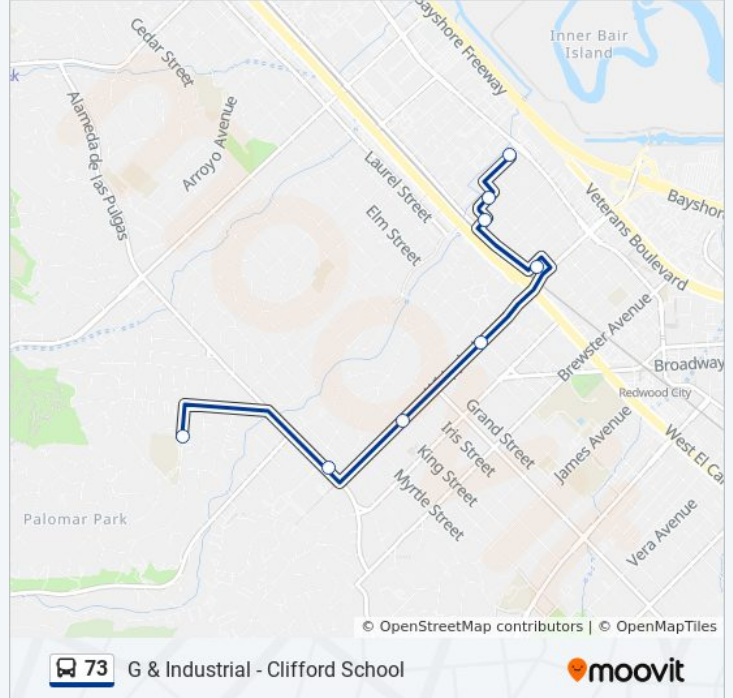 Cedar Street
Bayshore Freeway
Inner Bair
Island
Alameda de las Pulgas
Arroyo Avenue
Laurel Street
Elm Street
Veterans Boulevard
Bayshor
Brewster Avenue
Broadway
Redwood City
Grand Street
Iris Street
James Avenue
West El Ca
King Street
Myrtle Street
Vera Avenue
Palomar Park
© OpenStreetMap contributors | © OpenMapTiles
73 G & Industrial - Clifford School
moovit